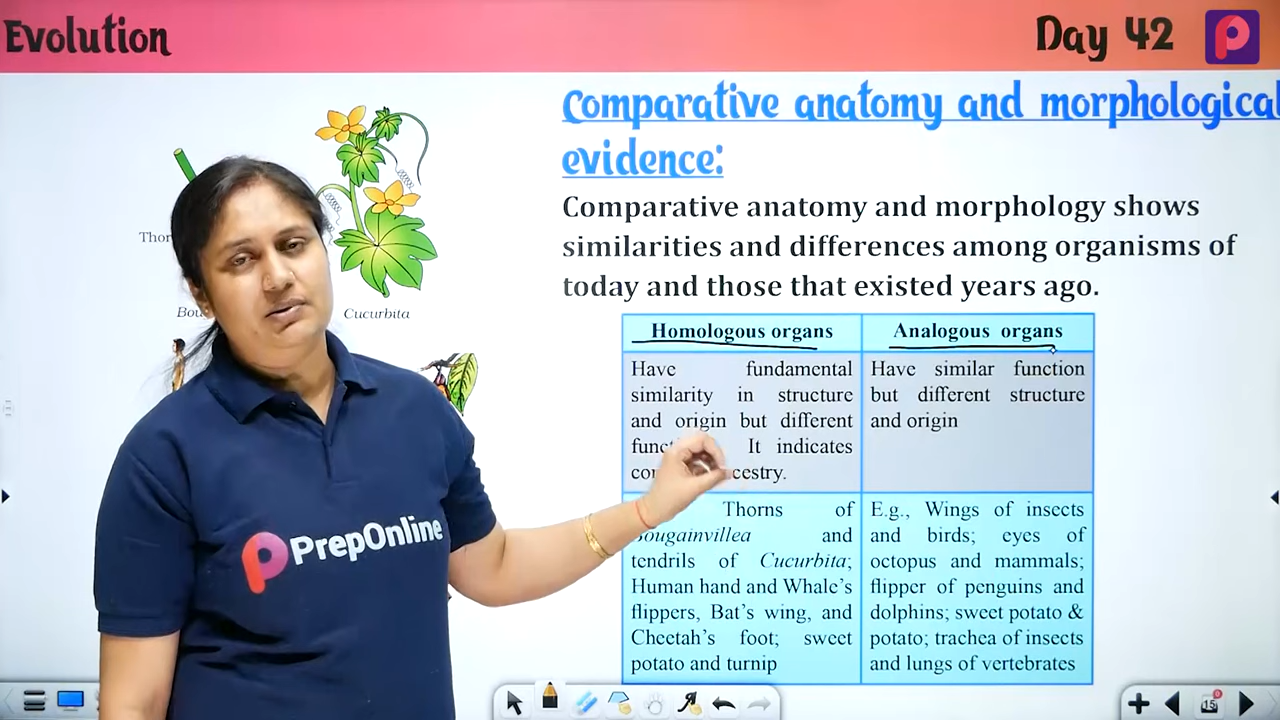 Evolution
Day 42
Comparative anatomy and morphological
evidence:
Comparative anatomy and morphology shows
similarities and differences among organisms of
today and those that existed years ago.
Cucurbita
Homologous organs
Have fundamental
similarity in structure
and origin but different
It indicates
Thorns of
Bougainvillea and
tendrils of Cucurbita;
Human hand and Whale's
flippers, Bat's wing, and
Cheetah's foot; sweet
potato and turnip
Analogous organs
Have similar function
but different structure
and origin
E.g., Wings of insects
and birds; eyes of
octopus and mammals;
flipper of penguins and
dolphins; sweet potato &
potato; trachea of insects
and lungs of vertebrates
PrepOnline
15